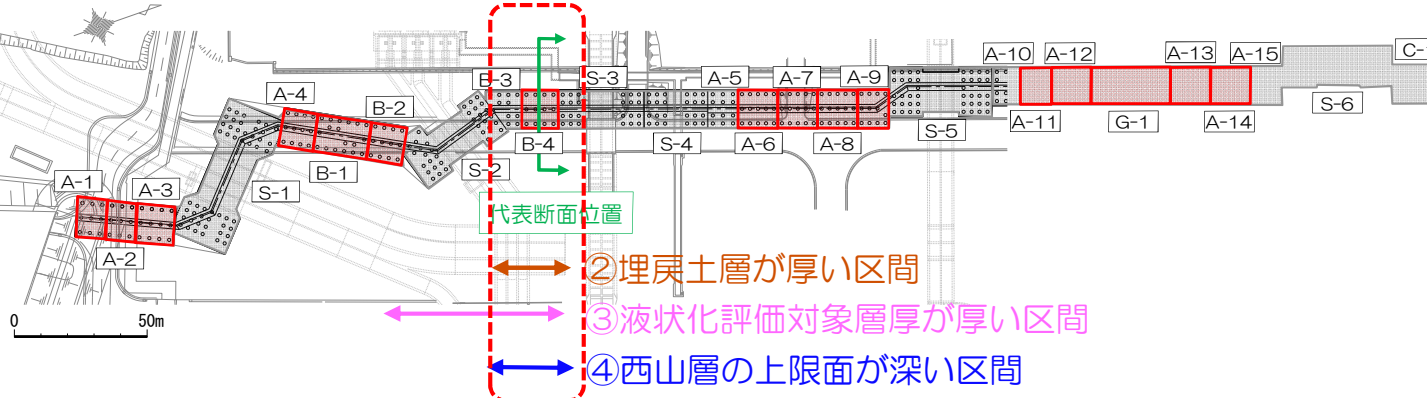 A-10
A-12
A-13
A-15
C-
B-3
S-3
A-5
A-7
A-9
A-4
B-2
A-11
G-1
A-14
S-6
B-4
S-4
A-6
A-8
S-5
B-1
S-2
A-1
A-3
S-1
A-2
代表断面位置
②埋戻土層が厚い区間
0
50m
③液状化評価対象層厚が厚い区間
④西山層の上限面が深い区間